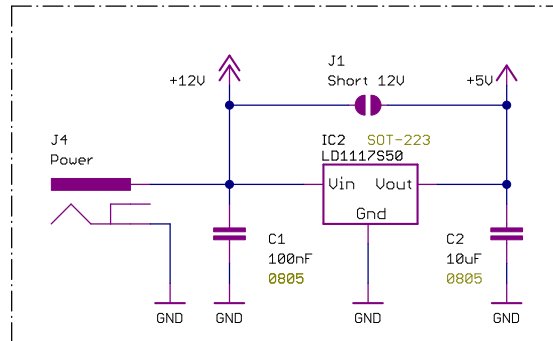 J1
+12V
Short 12V
+5V
J4
Power
IC2 SOT-223
LD1117S50
Vin Vout
Gnd
C1
100nF
0805
C2
10uF
0805
GND
GND
GND
GND